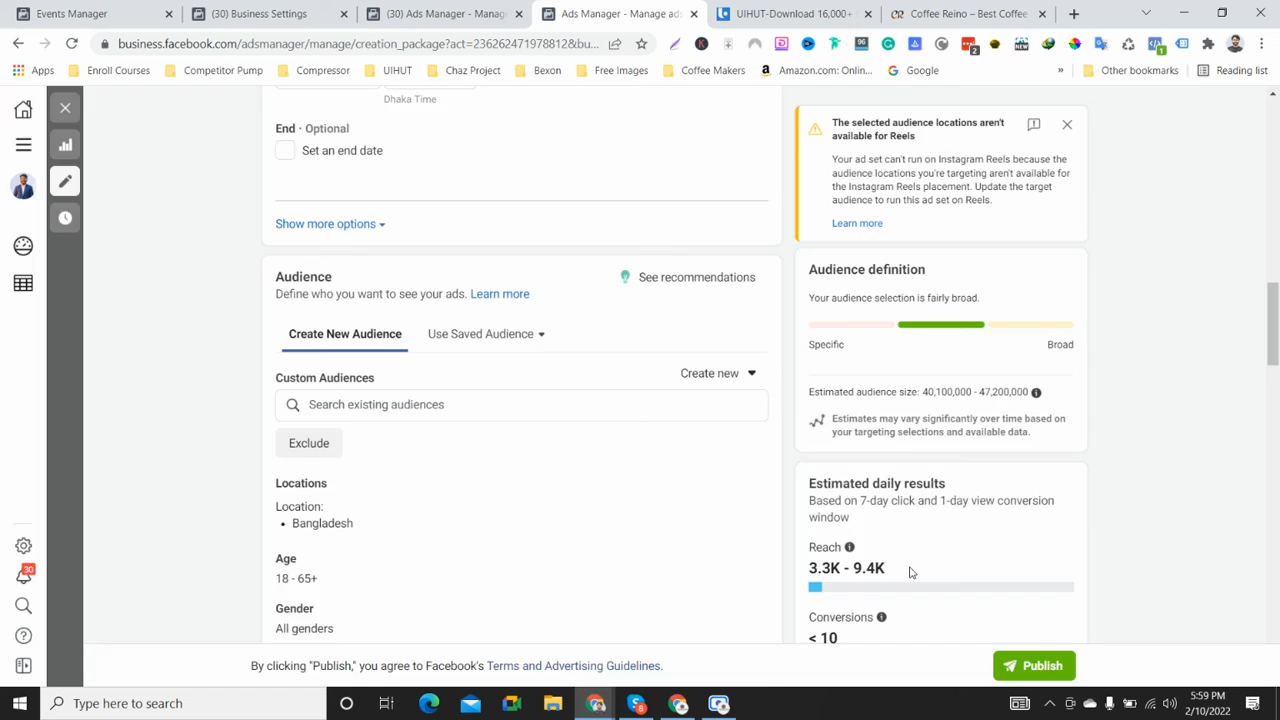 Events Manager
(30) Business Settings
(30) Ads Manager - Manage
Ads Manager - Manage ads
UIHUT-Download 16,000+
Coffee Reino – Best Coffee
business.facebook.com/adsmanager/manage/creation_package?act=236262671938812&bu...
96
NEW
2
1
Apps
Enroll Courses
Competitor Pump
Compressor
UIHUT
Chaz Project
Bexon
Free Images
Coffee Makers
Amazon.com: Onlin...
Google
»
Other bookmarks
Reading list
Dhaka Time
End · Optional
Set an end date
Show more options
The selected audience locations aren't
available for Reels
Your ad set can't run on Instagram Reels because the
audience locations you're targeting aren't available for
the Instagram Reels placement. Update the target
audience to run this ad set on Reels.
Learn more
Audience
See recommendations
Define who you want to see your ads. Learn more
Create New Audience
Use Saved Audience
Custom Audiences
Create new
Search existing audiences
Exclude
Locations
Location:
• Bangladesh
Age
18 - 65+
Gender
All genders
Audience definition
Your audience selection is fairly broad.
Specific
Broad
Estimated audience size: 40,100,000 - 47,200,000
Estimates may vary significantly over time based on
your targeting selections and available data.
Estimated daily results
Based on 7-day click and 1-day view conversion
window
Reach
3.3K - 9.4K
Conversions
< 10
30
By clicking "Publish," you agree to Facebook's Terms and Advertising Guidelines.
Publish
Type here to search
8
5:59 PM
2/10/2022